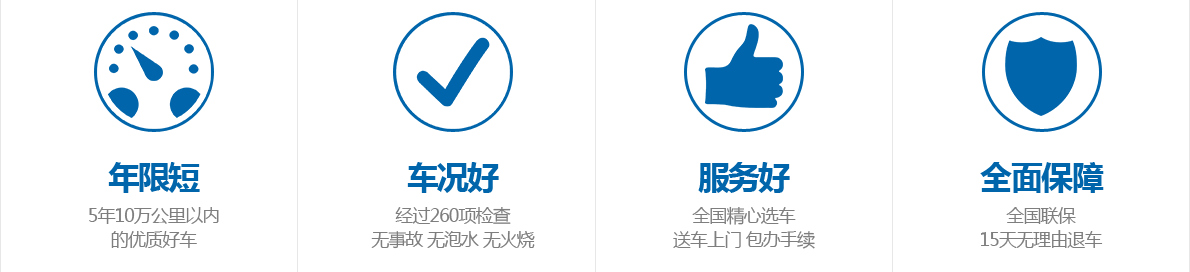 年限短
5年10万公里以内
的优质好车
车况好
经过260项检查
无事故 无泡水 无火烧
服务好
全国精心选车
送车上门 包办手续
全面保障
全国联保
15天无理由退车